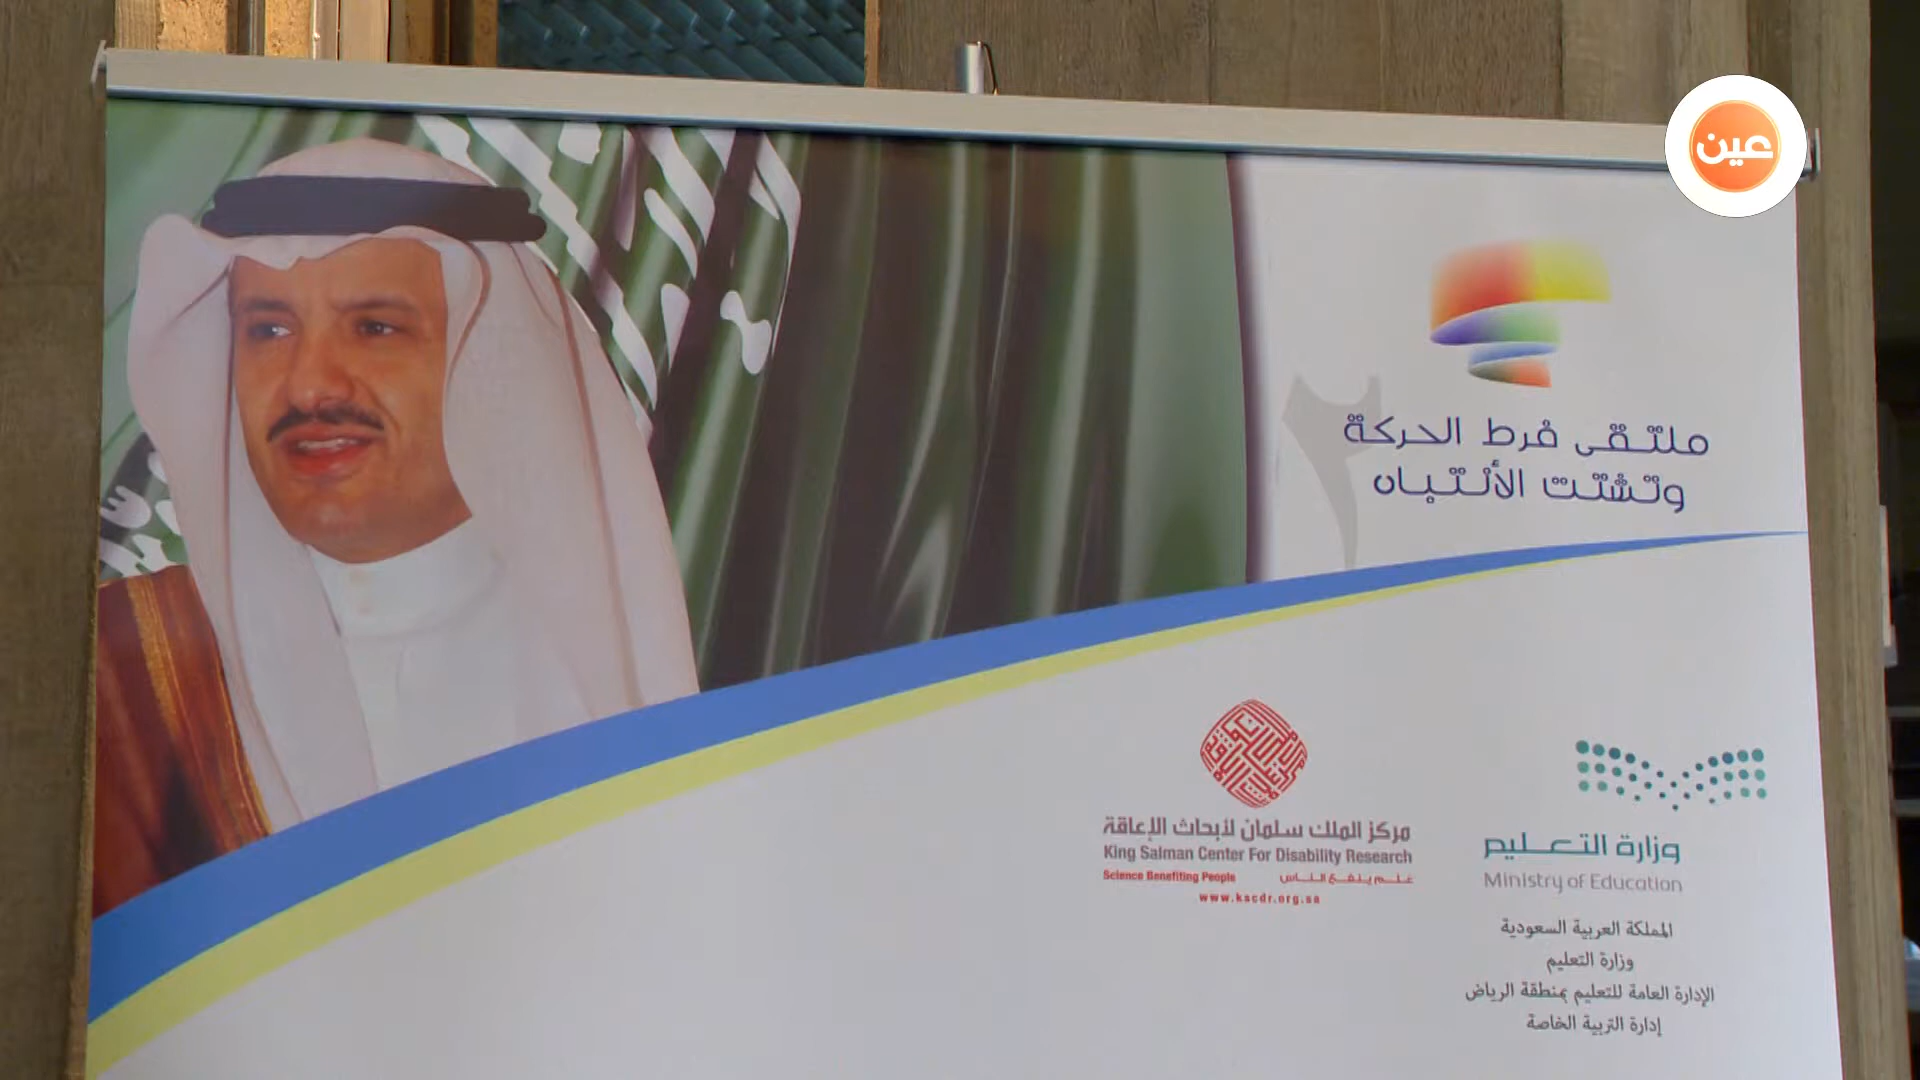 عين
ملتقى فرط الحركة
وتشتت الأنتباه
٢
مركز الملك سلمان لأبحاث الإعاقة
King Salman Center For Disability Research
Science Benefiting People علم ينفع الناس
www.kscdr.org.sa
وزارة التعليم
Ministry of Education
المملكة العربية السعودية
وزارة التعليم
الإدارة العامة للتعليم بمنطقة الرياض
إدارة التربية الخاصة